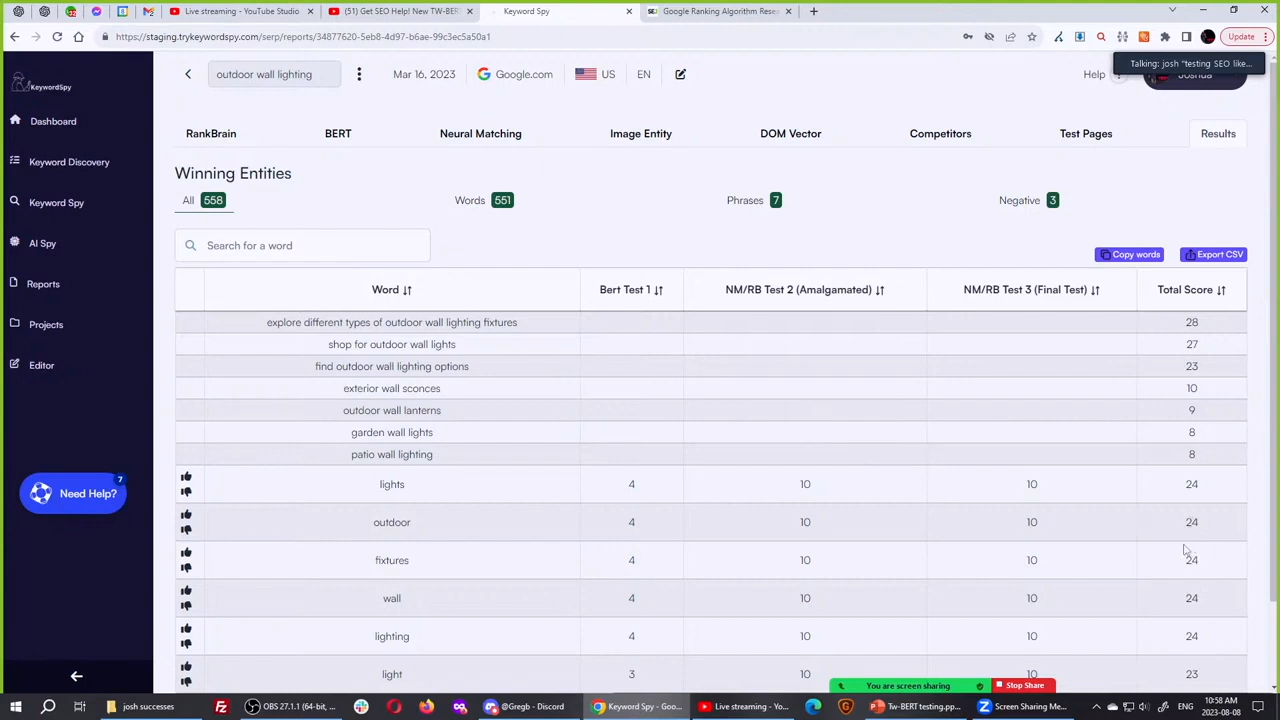 Live streaming - YouTube Studio
(51) Get SEO Help! New TW-BER
Keyword Spy
Google Ranking Algorithm Resea
https://staging.trykeywordspy.com/serp/reports/34877620-5eb8-4d97-b6ae-99c3ec5a50a1
Update
Talking: josh "testing SEO like...
KeywordSpy
outdoor wall lighting
Mar 16, 2023
Google.com
US
EN
Help
Joshua
Dashboard
Keyword Discovery
Keyword Spy
AI Spy
Reports
Projects
Editor
7
Need Help?
RankBrain
BERT
Neural Matching
Image Entity
DOM Vector
Competitors
Test Pages
Results
Winning Entities
All 558
Words 551
Phrases 7
Negative 3
Search for a word
Copy words
Export CSV
Word Bert Test 1 NM/RB Test 2 (Amalgamated) NM/RB Test 3 (Final Test) Total Score
explore different types of outdoor wall lighting fixtures 28
shop for outdoor wall lights 27
find outdoor wall lighting options 23
exterior wall sconces 10
outdoor wall lanterns 9
garden wall lights 8
patio wall lighting 8
lights 4 10 10 24
outdoor 4 10 10 24
fixtures 4 10 10 24
wall 4 10 10 24
lighting 4 10 10 24
light 3 10 10 23
You are screen sharing
Stop Share
josh successes
OBS 29.1.1 (64-bit, ...
@Gregb - Discord
Keyword Spy - Goo...
Live streaming - You...
Tw-BERT testing.pp...
Screen Sharing Me...
10:58 AM
2023-08-08